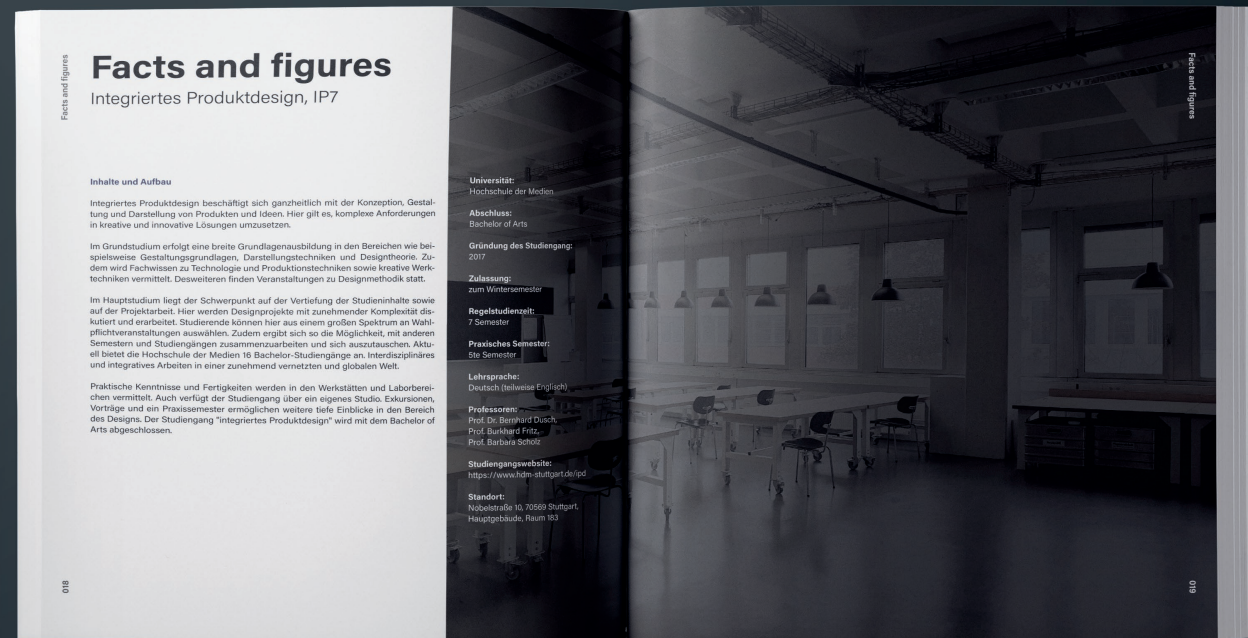 Facts and figures
Facts and figures
Integriertes Produktdesign, IP7
Inhalte und Aufbau
Integriertes Produktdesign beschäftigt sich ganzheitlich mit der Konzeption, Gestal-
tung und Darstellung von Produkten und Ideen. Hier gilt es, komplexe Anforderungen
in kreative und innovative Lösungen umzusetzen.
Im Grundstudium erfolgt eine breite Grundlagenausbildung in den Bereichen wie bei-
spielsweise Gestaltungsgrundlagen, Darstellungstechniken und Designtheorie. Zu-
dem wird Fachwissen zu Technologie und Produktionstechniken sowie kreative Werk-
techniken vermittelt. Desweiteren finden Veranstaltungen zu Designmethodik statt.
Im Hauptstudium liegt der Schwerpunkt auf der Vertiefung der Studieninhalte sowie
auf der Projektarbeit. Hier werden Designprojekte mit zunehmender Komplexität dis-
kutiert und erarbeitet. Studierende können hier aus einem großen Spektrum an Wahl-
pflichtveranstaltungen auswählen. Zudem ergibt sich so die Möglichkeit, mit anderen
Semestern und Studiengängen zusammenzuarbeiten und sich auszutauschen. Aktu-
ell bietet die Hochschule der Medien 16 Bachelor-Studiengänge an. Interdisziplinäres
und integratives Arbeiten in einer zunehmend vernetzten und globalen Welt.
Praktische Kenntnisse und Fertigkeiten werden in den Werkstätten und Laborberei-
chen vermittelt. Auch verfügt der Studiengang über ein eigenes Studio. Exkursionen,
Vorträge und ein Praxissemester ermöglichen weitere tiefe Einblicke in den Bereich
des Designs. Der Studiengang "integriertes Produktdesign" wird mit dem Bachelor of
Arts abgeschlossen.
018
Universität:
Hochschule der Medien
Abschluss:
Bachelor of Arts
Gründung des Studiengang:
2017
Zulassung:
zum Wintersemester
Regelstudienzeit:
7 Semester
Praxisches Semester:
5te Semester
Lehrsprache:
Deutsch (teilweise Englisch)
Professoren:
Prof. Dr. Bernhard Dusch,
Prof. Burkhard Fritz,
Prof. Barbara Scholz
Studiengangswebsite:
https://www.hdm-stuttgart.de/ipd
Standort:
Nobelstraße 10, 70569 Stuttgart,
Hauptgebäude, Raum 183
Facts and figures
019